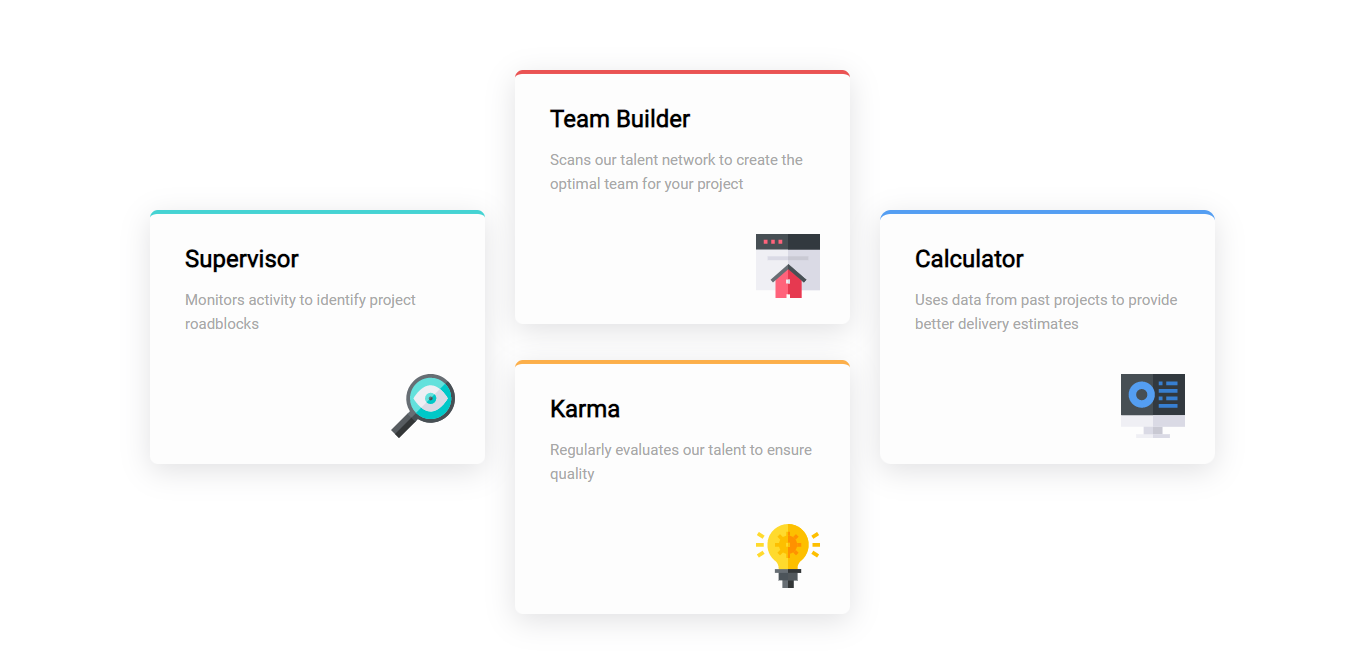 Team Builder
Scans our talent network to create the
optimal team for your project
Supervisor
Monitors activity to identify project
roadblocks
Calculator
Uses data from past projects to provide
better delivery estimates
Karma
Regularly evaluates our talent to ensure
quality